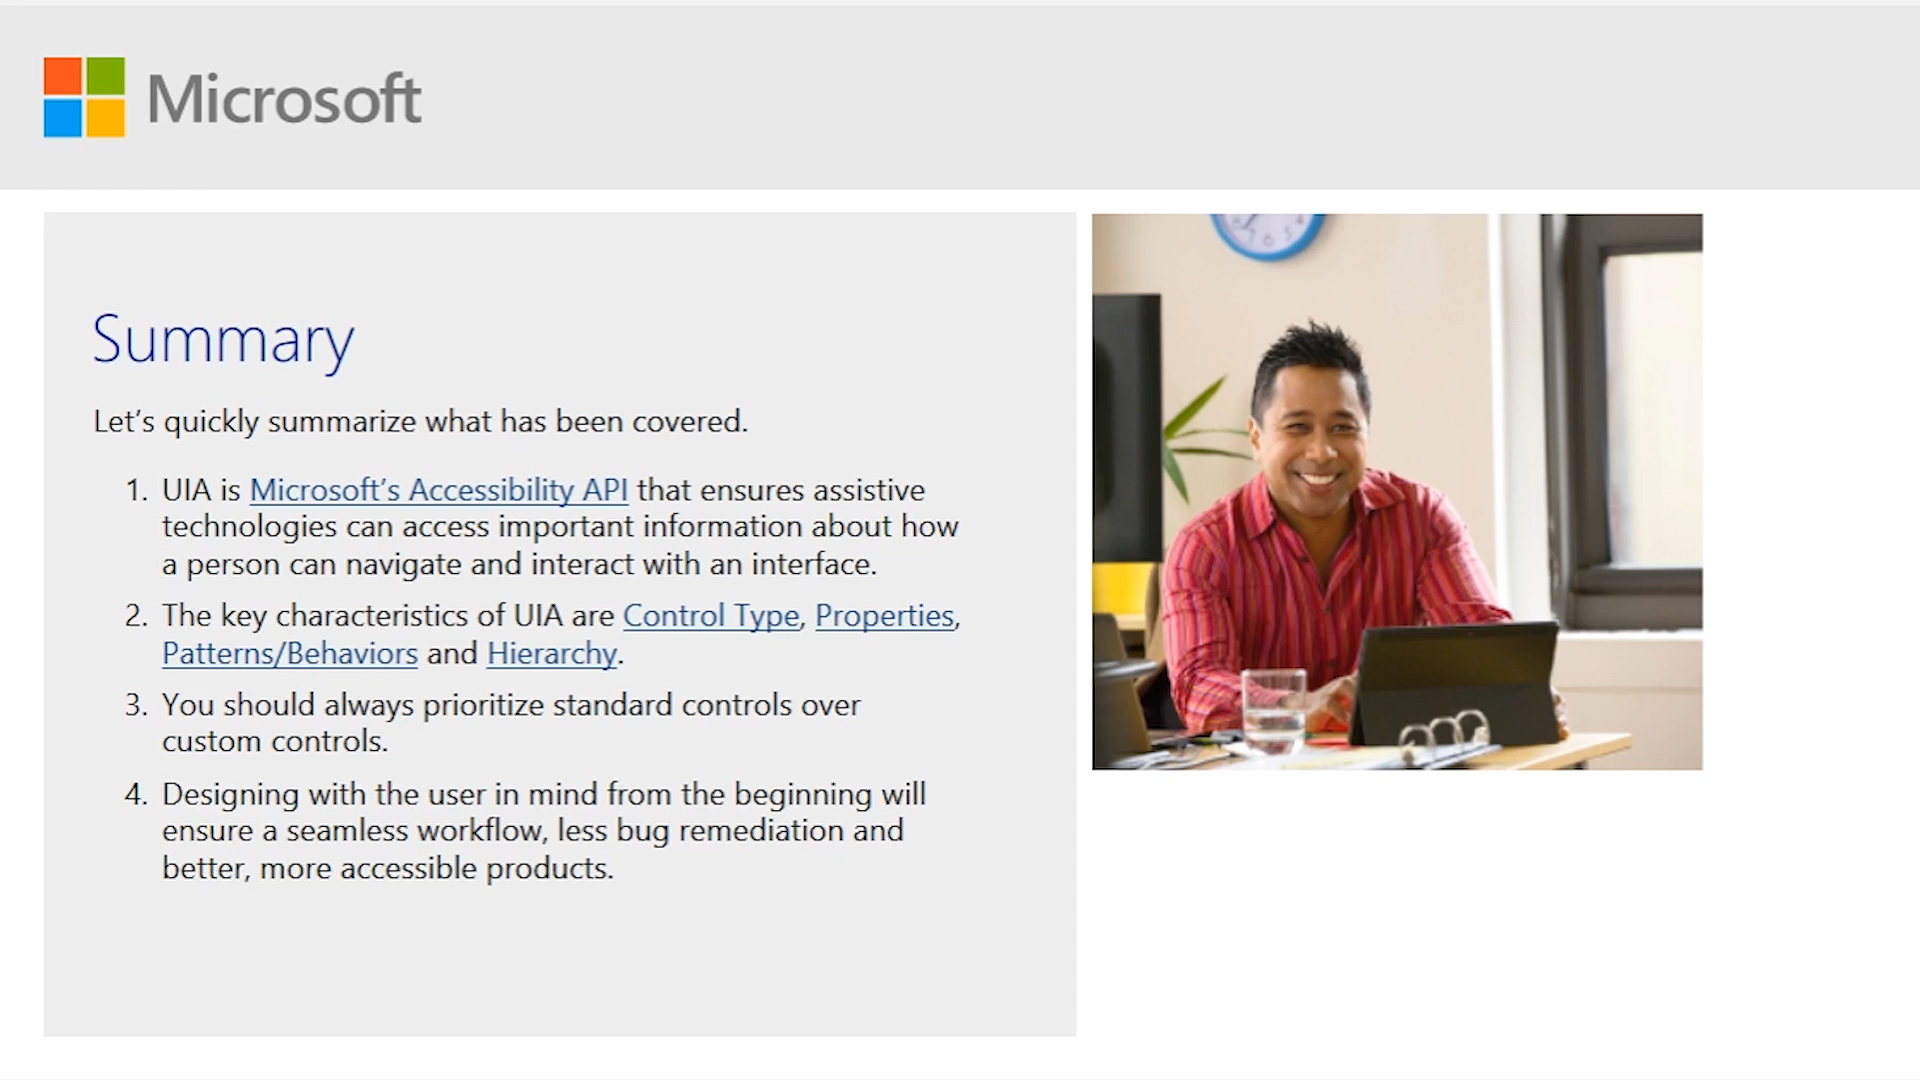 Microsoft
Summary
Let’s quickly summarize what has been covered.
1. UIA is Microsoft’s Accessibility API that ensures assistive
technologies can access important information about how
a person can navigate and interact with an interface.
2. The key characteristics of UIA are Control Type, Properties,
Patterns/Behaviors and Hierarchy.
3. You should always prioritize standard controls over
custom controls.
4. Designing with the user in mind from the beginning will
ensure a seamless workflow, less bug remediation and
better, more accessible products.